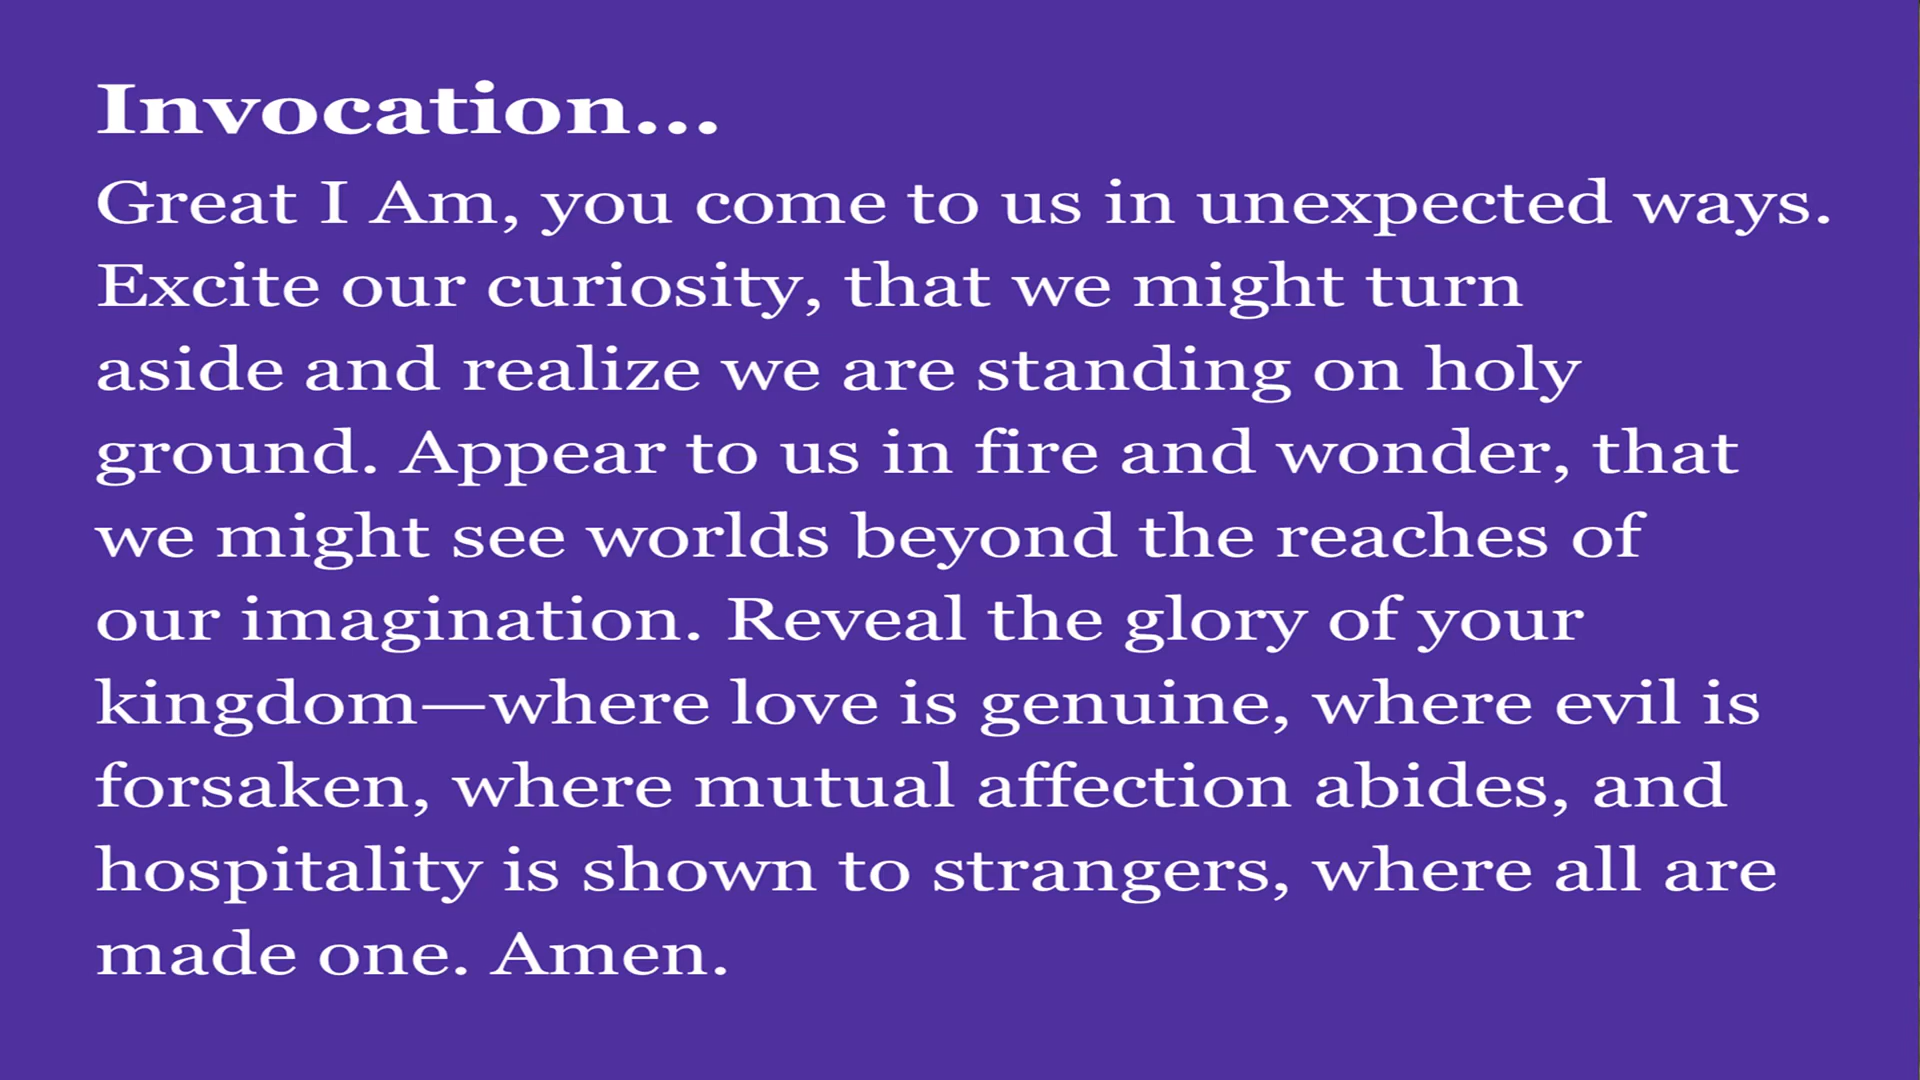 Invocation...
Great I Am, you come to us in unexpected ways.
Excite our curiosity, that we might turn
aside and realize we are standing on holy
ground. Appear to us in fire and wonder, that
we might see worlds beyond the reaches of
our imagination. Reveal the glory of your
kingdom—where love is genuine, where evil is
forsaken, where mutual affection abides, and
hospitality is shown to strangers, where all are
made one. Amen.